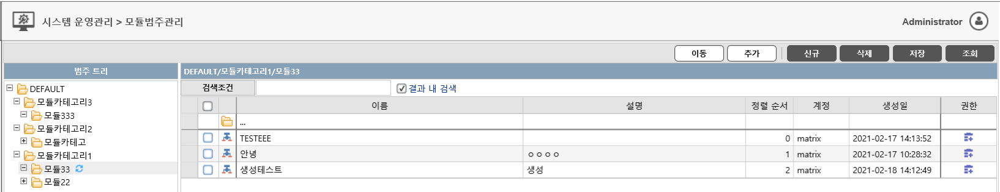 시스템 운영관리 > 모듈범주관리
Administrator
이동 추가 신규 삭제 저장 조회
범주 트리
DEFAULT
모듈카테고리3
모듈333
모듈카테고리2
모듈카테고
모듈카테고리1
모듈33
모듈22
DEFAULT/모듈카테고리1/모듈33
검색조건 결과 내 검색
이름 설명 정렬 순서 계정 생성일 권한
...
TESTEEE 0 matrix 2021-02-17 14:13:52
안녕 ㅇㅇㅇㅇ 1 matrix 2021-02-17 10:28:32
생성테스트 생성 2 matrix 2021-02-18 14:12:49